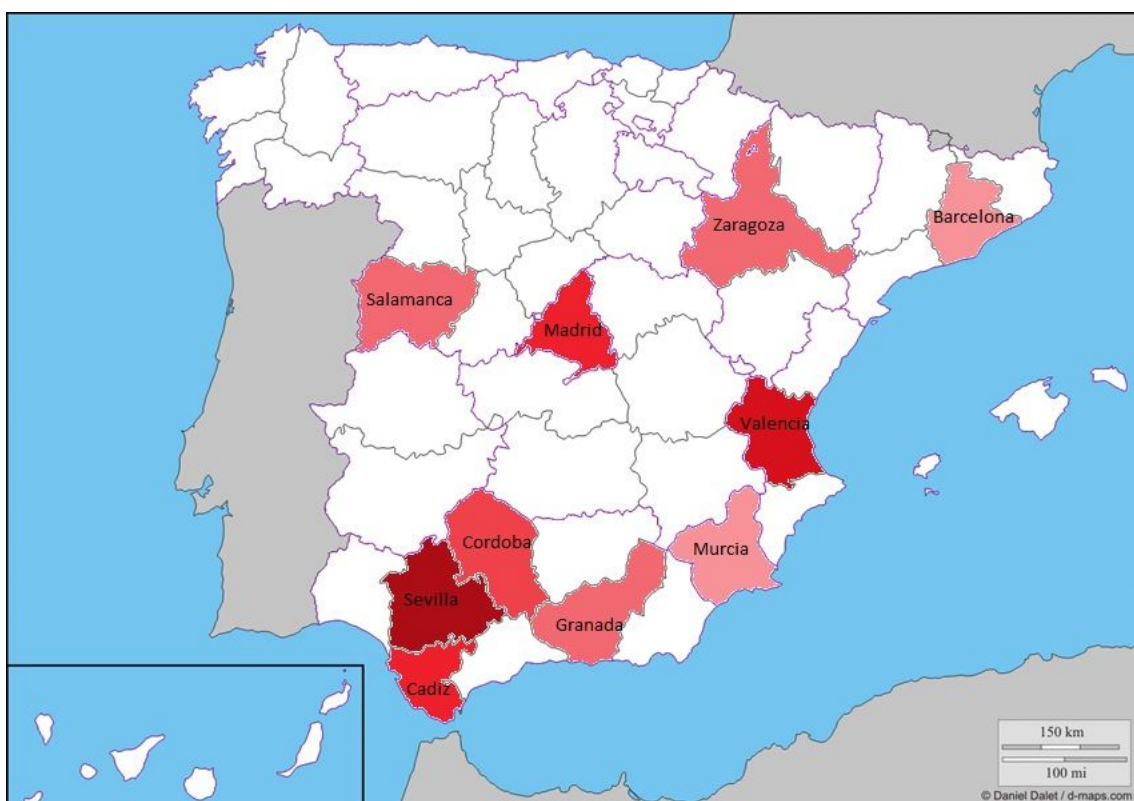 Zaragoza
Barcelona
Salamanca
Madrid
Valencia
Cordoba
Murcia
Sevilla
Granada
Cadiz
150 km
100 mi
© Daniel Dalet / d-maps.com